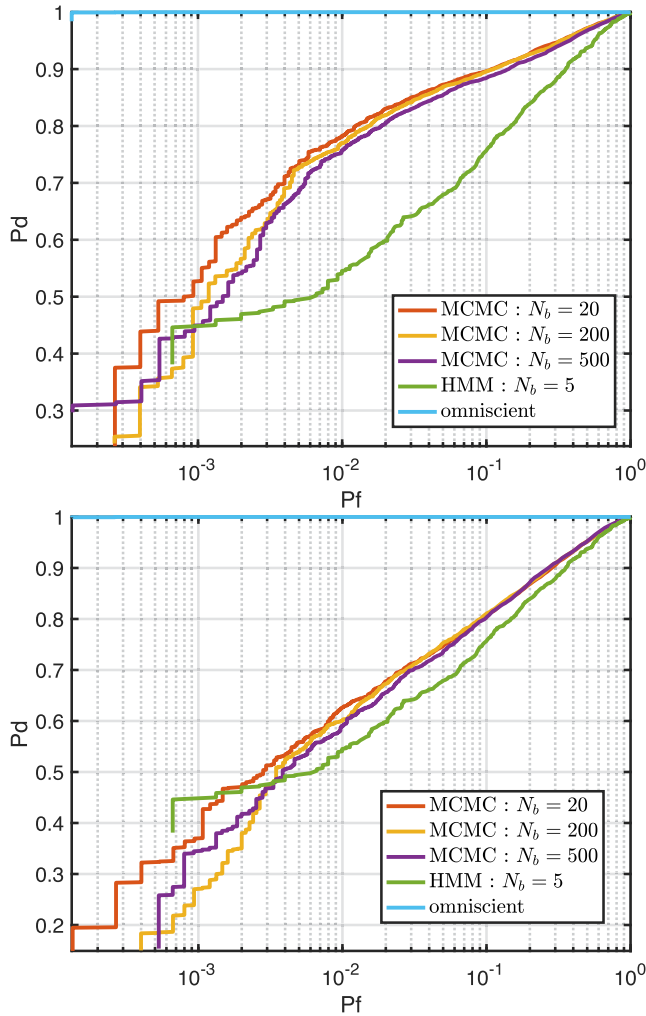 1
0.9
0.8
0.7
0.6
0.5
0.4
0.3
Pd
MCMC : N_b = 20
MCMC : N_b = 200
MCMC : N_b = 500
HMM : N_b = 5
omniscient
10^-3
10^-2
10^-1
10^0
Pf
1
0.9
0.8
0.7
0.6
0.5
0.4
0.3
0.2
Pd
MCMC : N_b = 20
MCMC : N_b = 200
MCMC : N_b = 500
HMM : N_b = 5
omniscient
10^-3
10^-2
10^-1
10^0
Pf